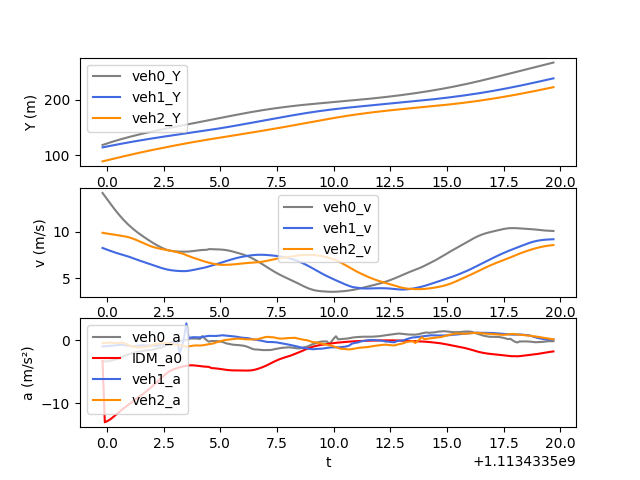 veh0_Y
veh1_Y
veh2_Y
Y (m)
200
100
0.0 2.5 5.0 7.5 10.0 12.5 15.0 17.5 20.0
veh0_v
veh1_v
veh2_v
v (m/s)
10
5
0.0 2.5 5.0 7.5 10.0 12.5 15.0 17.5 20.0
veh0_a
IDM_a0
veh1_a
veh2_a
a (m/s²)
0
−10
0.0 2.5 5.0 7.5 10.0 12.5 15.0 17.5 20.0
t
+1.1134335e9